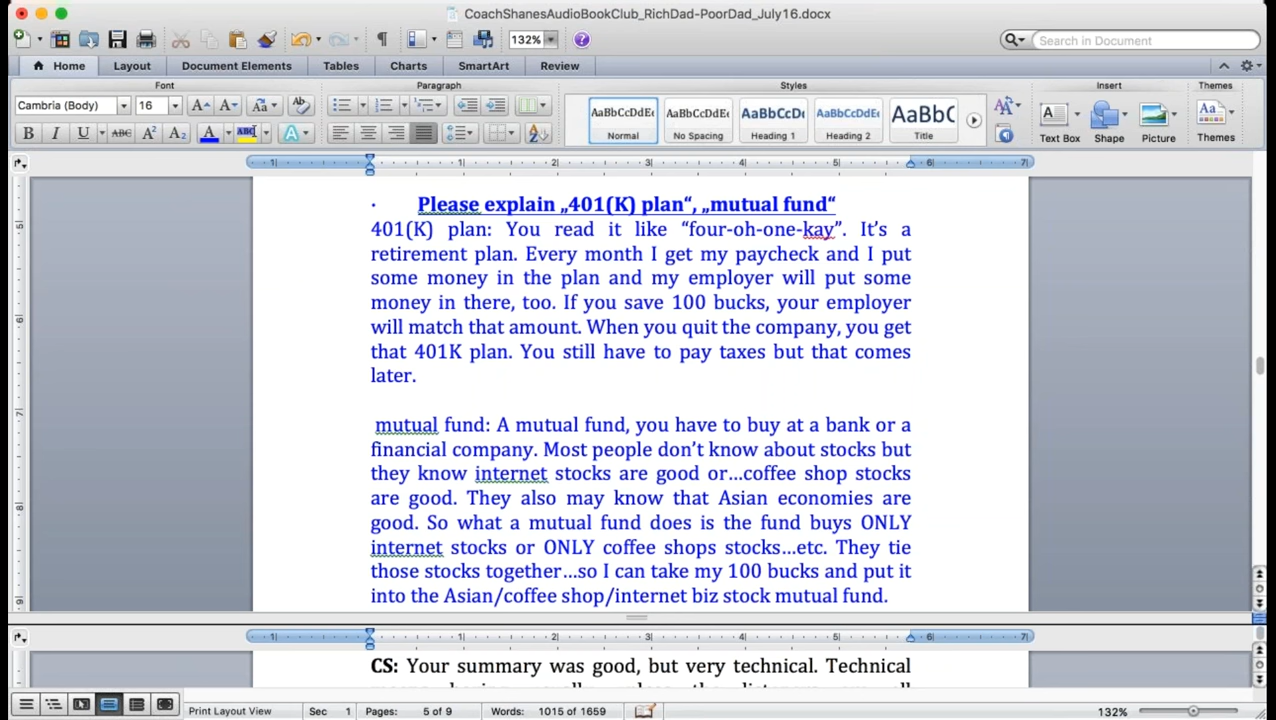 CoachShanesAudioBookClub_RichDad-PoorDad_July16.docx
132%
Search in Document
Home Layout Document Elements Tables Charts SmartArt Review
Font Paragraph Styles Insert Themes
Cambria (Body) 16
AaBbCcDdEe AaBbCcDdEe AaBbCcDd AaBbCcDdEe AaBbC
Normal No Spacing Heading 1 Heading 2 Title
Text Box Shape Picture Themes
B I U ABC A² A₂ A ABC A
· Please explain „401(K) plan“, „mutual fund“
401(K) plan: You read it like “four-oh-one-kay”. It’s a
retirement plan. Every month I get my paycheck and I put
some money in the plan and my employer will put some
money in there, too. If you save 100 bucks, your employer
will match that amount. When you quit the company, you get
that 401K plan. You still have to pay taxes but that comes
later.
mutual fund: A mutual fund, you have to buy at a bank or a
financial company. Most people don’t know about stocks but
they know internet stocks are good or…coffee shop stocks
are good. They also may know that Asian economies are
good. So what a mutual fund does is the fund buys ONLY
internet stocks or ONLY coffee shops stocks…etc. They tie
those stocks together…so I can take my 100 bucks and put it
into the Asian/coffee shop/internet biz stock mutual fund.
CS: Your summary was good, but very technical. Technical
Print Layout View Sec 1 Pages: 5 of 9 Words: 1015 of 1659 132%